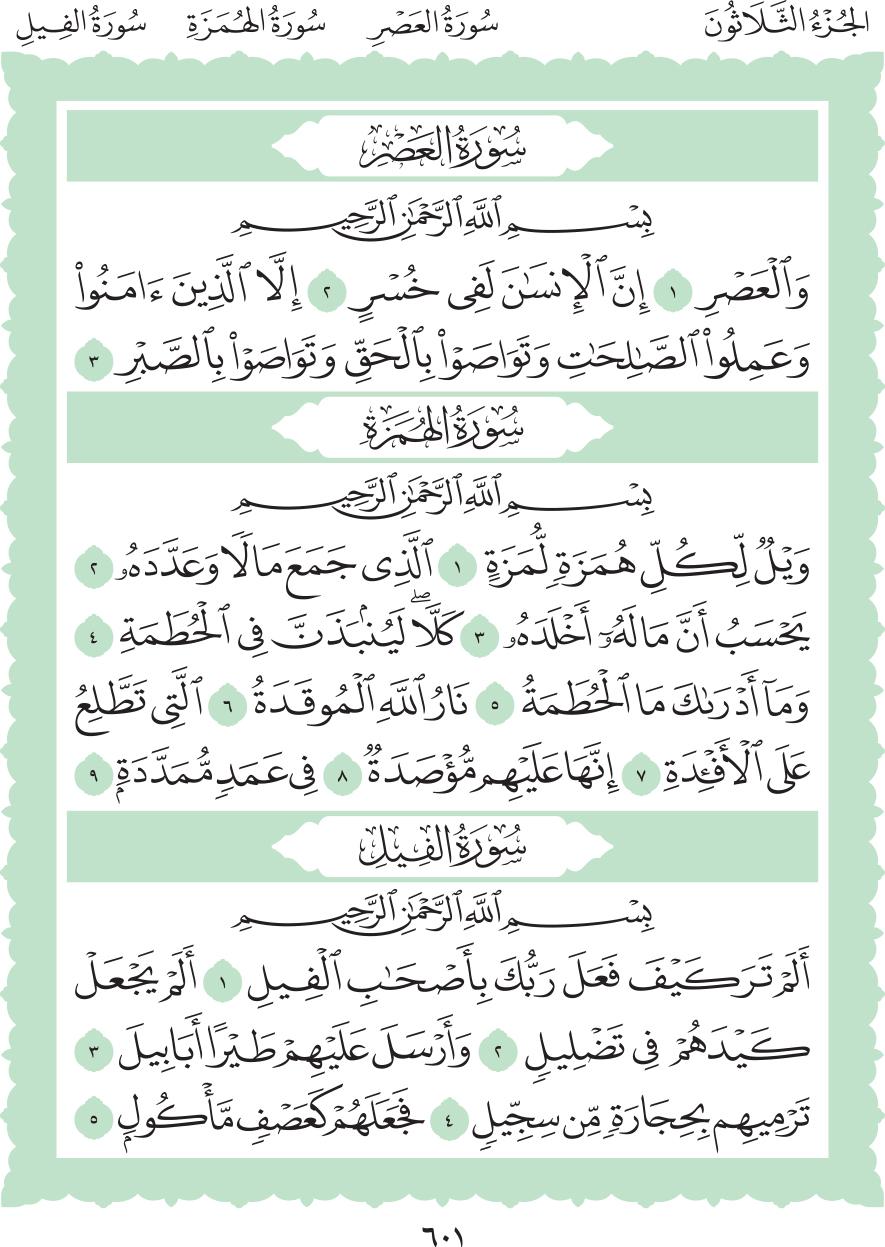 الجُزْءُ الثَّلَاثُونَ سُورَةُ العَصْرِ سُورَةُ الهُمَزَةِ سُورَةُ الفِيلِ
سُورَةُ العَصْرِ
بِسْمِ ٱللَّهِ ٱلرَّحْمَٰنِ ٱلرَّحِيمِ
وَٱلْعَصْرِ ١ إِنَّ ٱلْإِنسَٰنَ لَفِى خُسْرٍ ٢ إِلَّا ٱلَّذِينَ ءَامَنُوا۟
وَعَمِلُوا۟ ٱلصَّٰلِحَٰتِ وَتَوَاصَوْا۟ بِٱلْحَقِّ وَتَوَاصَوْا۟ بِٱلصَّبْرِ ٣
سُورَةُ الهُمَزَةِ
بِسْمِ ٱللَّهِ ٱلرَّحْمَٰنِ ٱلرَّحِيمِ
وَيْلٌ لِّكُلِّ هُمَزَةٍ لُّمَزَةٍ ١ ٱلَّذِى جَمَعَ مَالًا وَعَدَّدَهُۥ ٢
يَحْسَبُ أَنَّ مَالَهُۥٓ أَخْلَدَهُۥ ٣ كَلَّا ۖ لَيُنۢبَذَنَّ فِى ٱلْحُطَمَةِ ٤
وَمَآ أَدْرَىٰكَ مَا ٱلْحُطَمَةُ ٥ نَارُ ٱللَّهِ ٱلْمُوقَدَةُ ٦ ٱلَّتِى تَطَّلِعُ
عَلَى ٱلْأَفْـِٔدَةِ ٧ إِنَّهَا عَلَيْهِم مُّؤْصَدَةٌ ٨ فِى عَمَدٍ مُّمَدَّدَةٍۭ ٩
سُورَةُ الفِيلِ
بِسْمِ ٱللَّهِ ٱلرَّحْمَٰنِ ٱلرَّحِيمِ
أَلَمْ تَرَ كَيْفَ فَعَلَ رَبُّكَ بِأَصْحَٰبِ ٱلْفِيلِ ١ أَلَمْ يَجْعَلْ
كَيْدَهُمْ فِى تَضْلِيلٍ ٢ وَأَرْسَلَ عَلَيْهِمْ طَيْرًا أَبَابِيلَ ٣
تَرْمِيهِم بِحِجَارَةٍ مِّن سِجِّيلٍ ٤ فَجَعَلَهُمْ كَعَصْفٍ مَّأْكُولٍۭ ٥
٦٠١